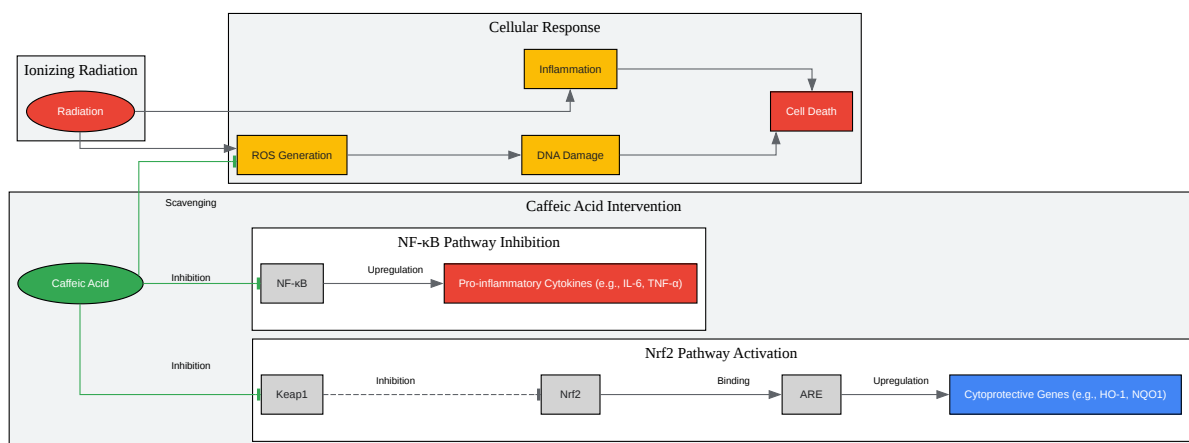 Cellular Response
Ionizing Radiation
Inflammation
Radiation
Cell Death
ROS Generation
DNA Damage
Scavenging
Caffeic Acid Intervention
NF-κB Pathway Inhibition
Caffeic Acid
Inhibition
NF-κB
Upregulation
Pro-inflammatory Cytokines (e.g., IL-6, TNF-α)
Nrf2 Pathway Activation
Inhibition
Keap1
Inhibition
Nrf2
Binding
ARE
Upregulation
Cytoprotective Genes (e.g., HO-1, NQO1)